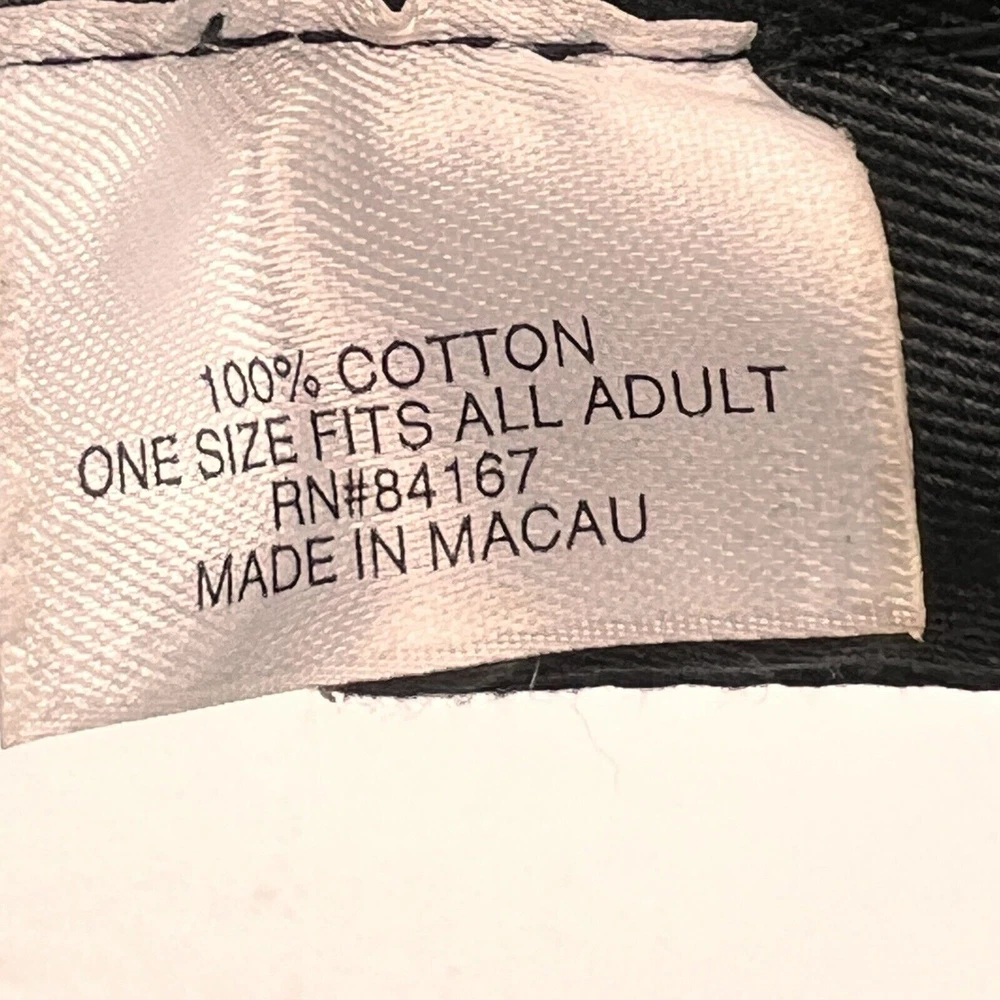 100% COTTON
ONE SIZE FITS ALL ADULT
RN#84167
MADE IN MACAU